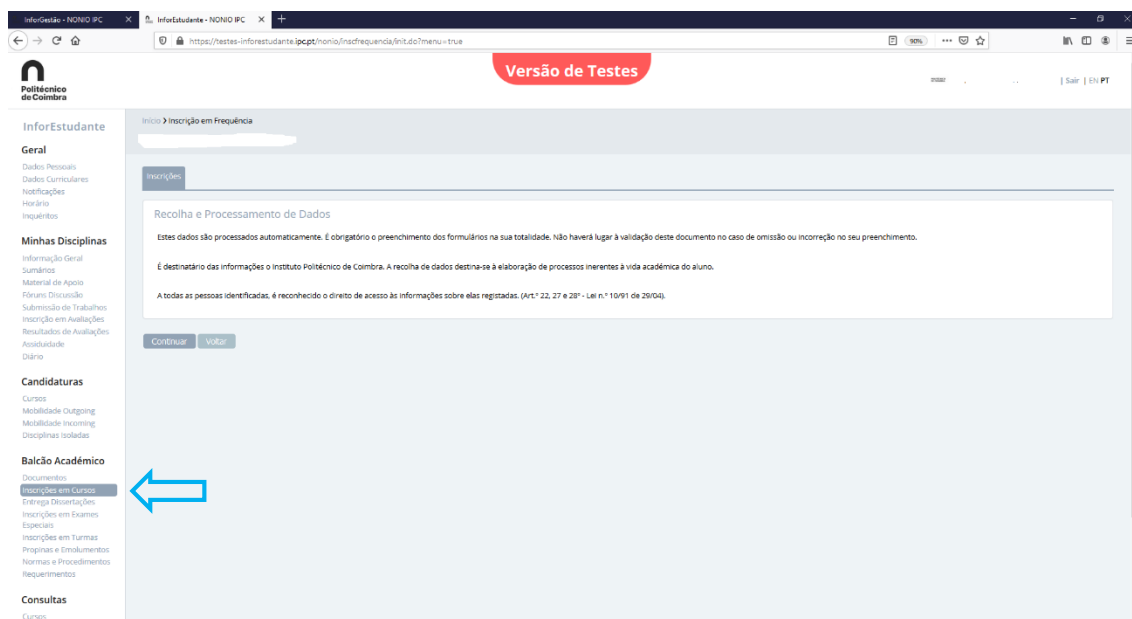 InforGestão - NONIO IPC
InforEstudante - NONIO IPC
https://testes-inforestudante.ipc.pt/nonio/inscfrequencia/init.do?menu=true
90%
Politécnico
de Coimbra
Versão de Testes
| Sair | EN PT
InforEstudante
Início > Inscrição em Frequência
Geral
Dados Pessoais
Dados Curriculares
Notificações
Horário
Inquéritos
Minhas Disciplinas
Informação Geral
Sumários
Material de Apoio
Fóruns Discussão
Submissão de Trabalhos
Inscrição em Avaliações
Resultados de Avaliações
Assiduidade
Diário
Candidaturas
Cursos
Mobilidade Outgoing
Mobilidade Incoming
Disciplinas Isoladas
Balcão Académico
Documentos
Inscrições em Cursos
Entrega Dissertações
Inscrições em Exames
Especiais
Inscrições em Turmas
Propinas e Emolumentos
Normas e Procedimentos
Requerimentos
Consultas
Cursos
Inscrições
Recolha e Processamento de Dados
Estes dados são processados automaticamente. É obrigatório o preenchimento dos formulários na sua totalidade. Não haverá lugar à validação deste documento no caso de omissão ou incorreção no seu preenchimento.
É destinatário das informações o Instituto Politécnico de Coimbra. A recolha de dados destina-se à elaboração de processos inerentes à vida académica do aluno.
A todas as pessoas identificadas, é reconhecido o direito de acesso às informações sobre elas registadas. (Art.º 22, 27 e 28º - Lei n.º 10/91 de 29/04).
Continuar
Voltar